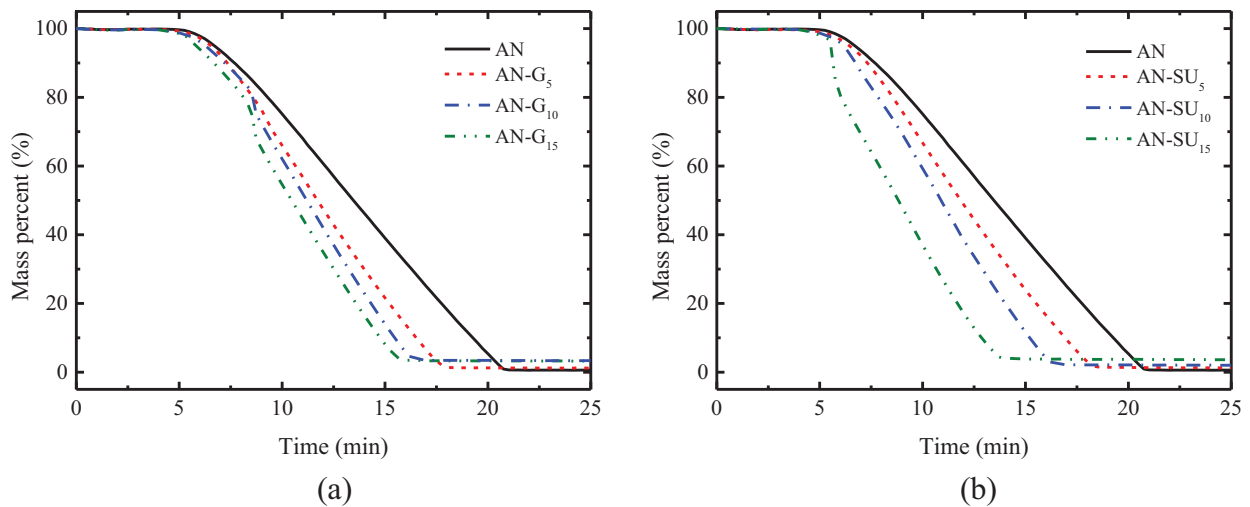 100
80
60
40
20
0
Mass percent (%)
AN
AN-G5
AN-G10
AN-G15
0 5 10 15 20 25
Time (min)
(a)
100
80
60
40
20
0
Mass percent (%)
AN
AN-SU5
AN-SU10
AN-SU15
0 5 10 15 20 25
Time (min)
(b)